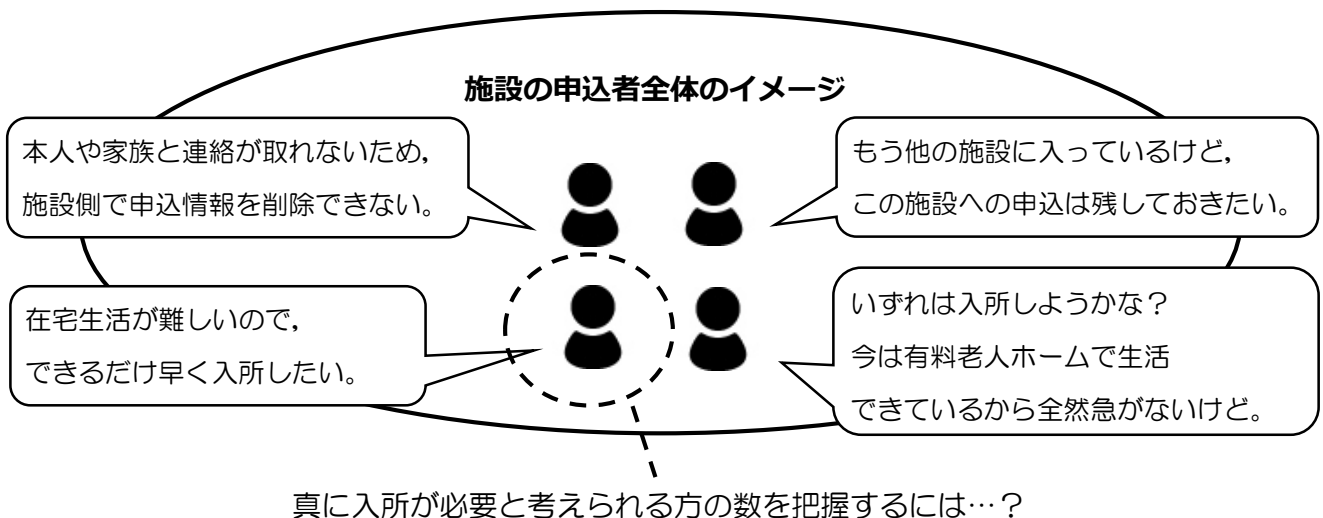 施設の申込者全体のイメージ
本人や家族と連絡が取れないため,
施設側で申込情報を削除できない。
もう他の施設に入っているけど,
この施設への申込は残しておきたい。
在宅生活が難しいので,
できるだけ早く入所したい。
いずれは入所しようかな？
今は有料老人ホームで生活
できているから全然急がないけど。
真に入所が必要と考えられる方の数を把握するには…？